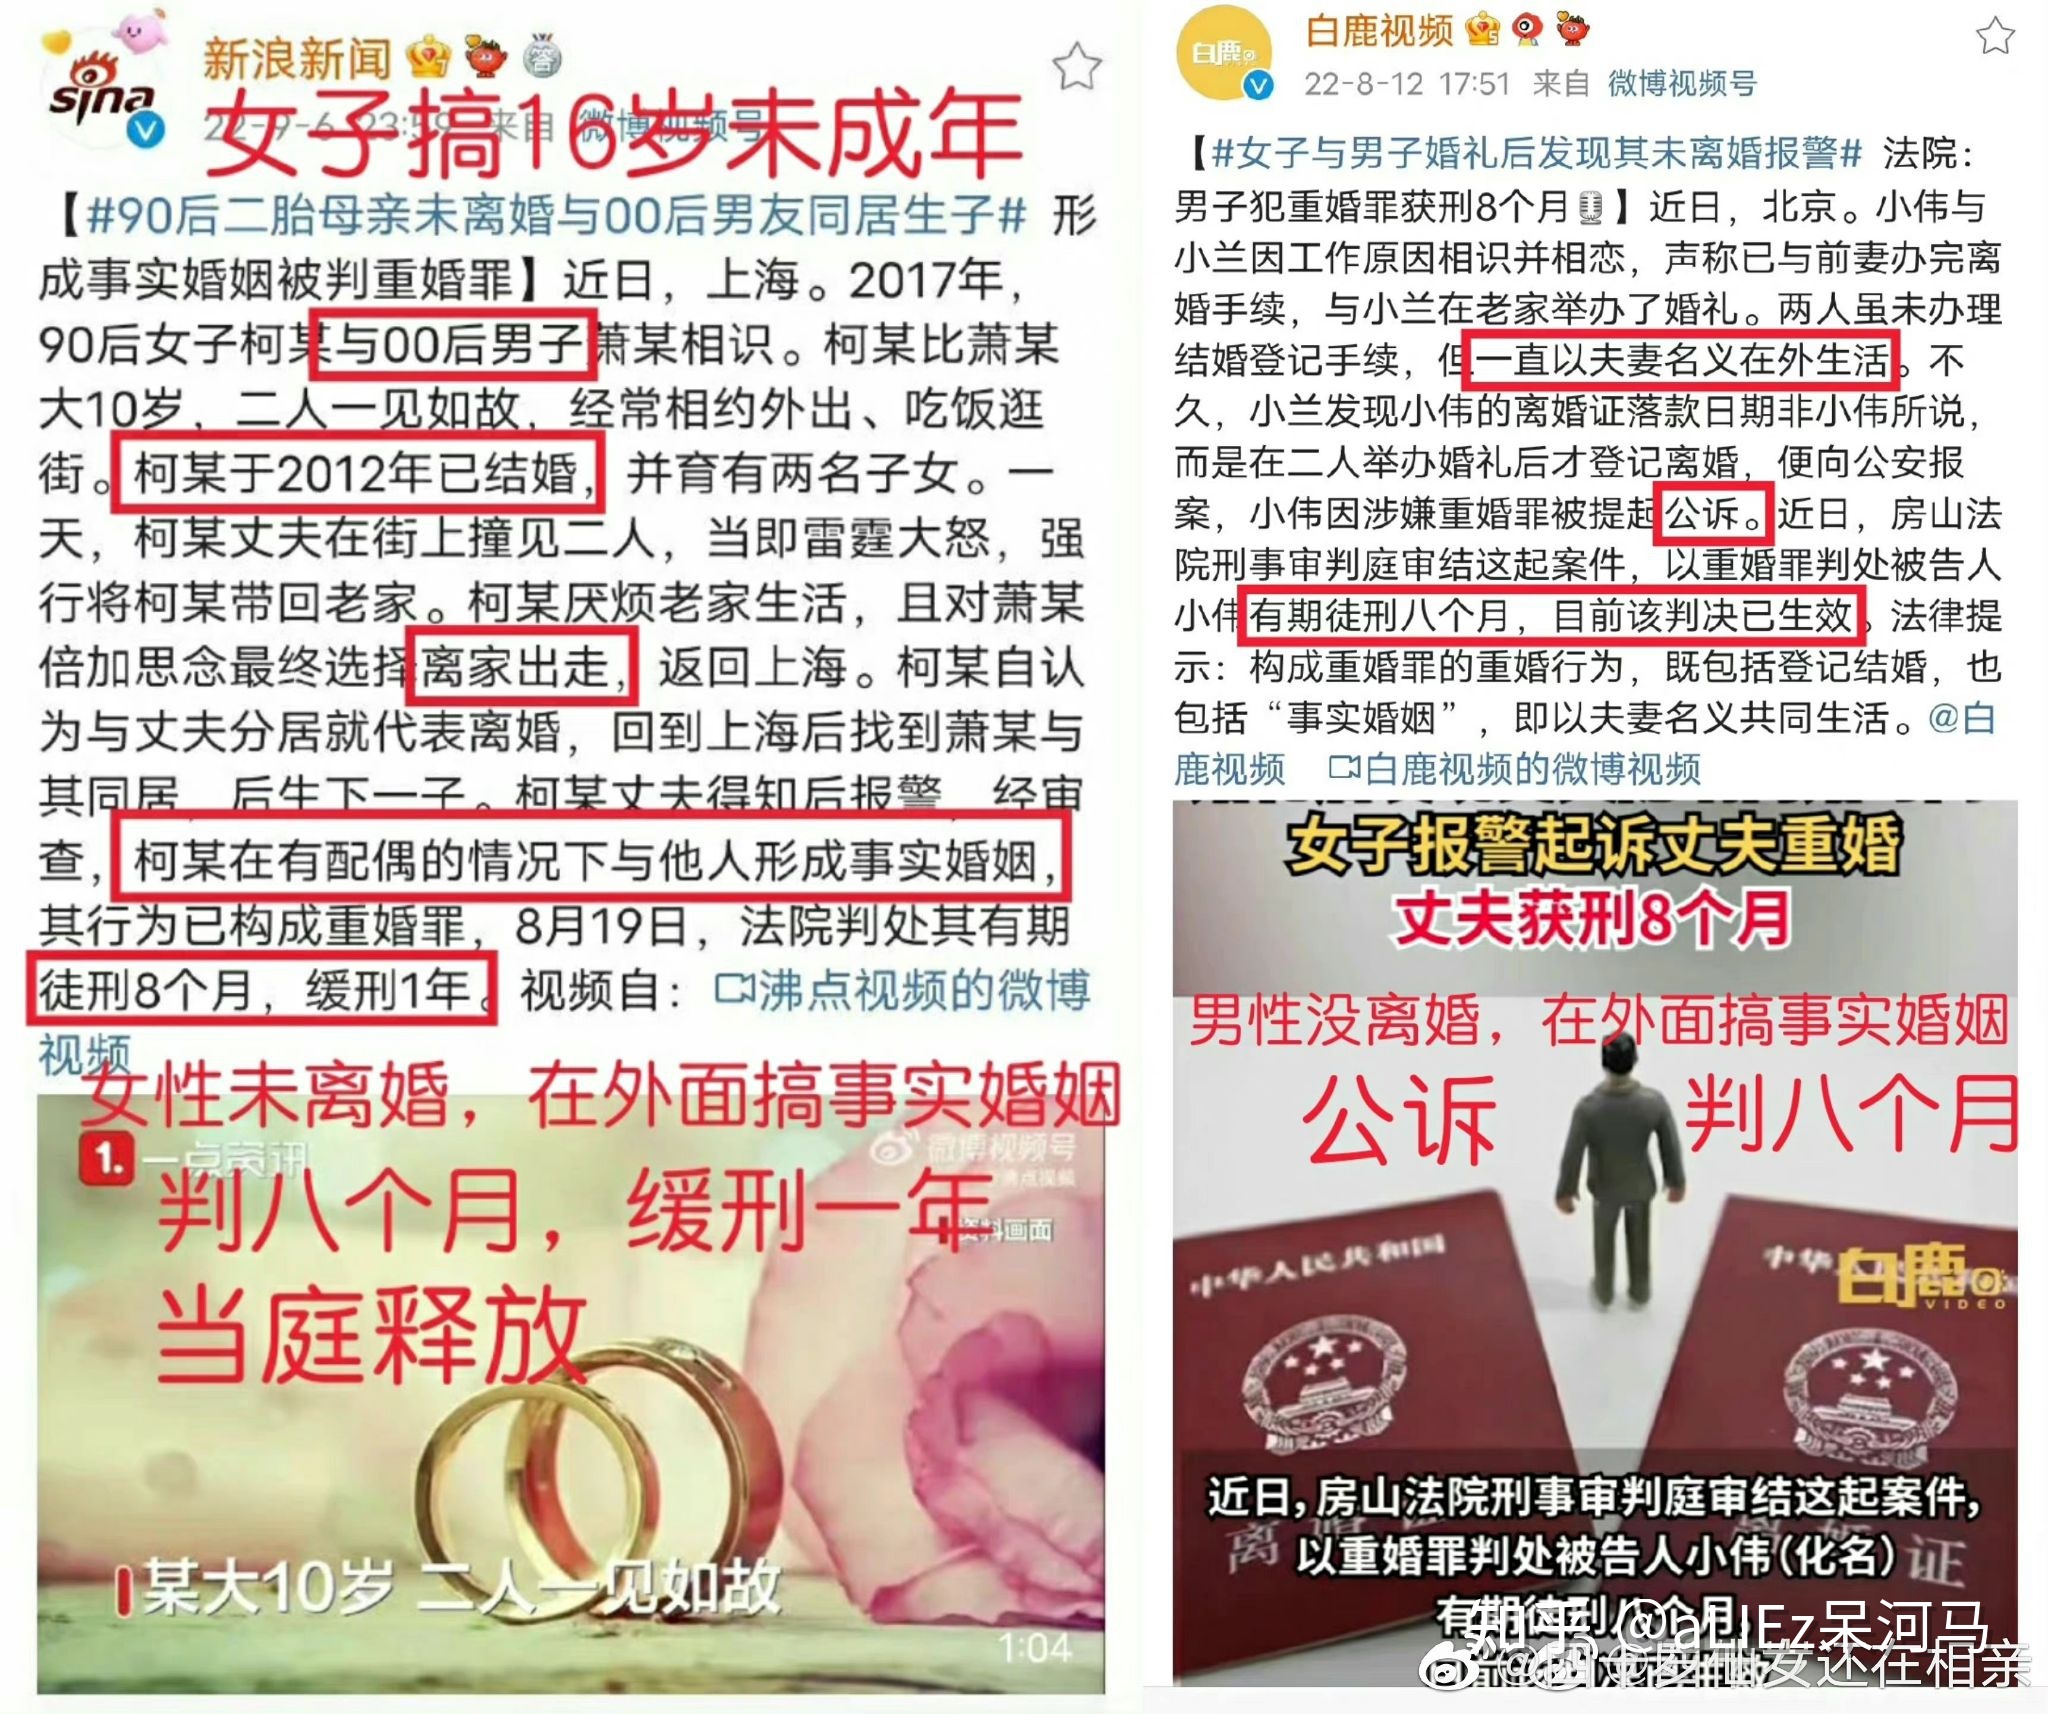 新浪新闻
sina
22-9-6 23:59 来自 微博视频号
女子搞16岁未成年
【#90后二胎母亲未离婚与00后男友同居生子# 形
成事实婚姻被判重婚罪】近日，上海。2017年，
90后女子柯某与00后男子萧某相识。柯某比萧某
大10岁，二人一见如故，经常相约外出、吃饭逛
街。柯某于2012年已结婚，并育有两名子女。一
天，柯某丈夫在街上撞见二人，当即雷霆大怒，强
行将柯某带回老家。柯某厌烦老家生活，且对萧某
倍加思念最终选择离家出走，返回上海。柯某自认
为与丈夫分居就代表离婚，回到上海后找到萧某与
其同居，后生下一子。柯某丈夫得知后报警，经审
查，柯某在有配偶的情况下与他人形成事实婚姻，
其行为已构成重婚罪，8月19日，法院判处其有期
徒刑8个月，缓刑1年。视频自：沸点视频的微博
视频
女性未离婚，在外面搞事实婚姻
1.一点资讯
微博视频号
沸点视频
判八个月，缓刑一年
资料画面
当庭释放
某大10岁 二人一见如故
1:04
白鹿视频
白鹿
22-8-12 17:51 来自 微博视频号
【#女子与男子婚礼后发现其未离婚报警# 法院：
男子犯重婚罪获刑8个月】近日，北京。小伟与
小兰因工作原因相识并相恋，声称已与前妻办完离
婚手续，与小兰在老家举办了婚礼。两人虽未办理
结婚登记手续，但一直以夫妻名义在外生活。不
久，小兰发现小伟的离婚证落款日期非小伟所说，
而是在二人举办婚礼后才登记离婚，便向公安报
案，小伟因涉嫌重婚罪被提起公诉。近日，房山法
院刑事审判庭审结这起案件，以重婚罪判处被告人
小伟有期徒刑八个月，目前该判决已生效。法律提
示：构成重婚罪的重婚行为，既包括登记结婚，也
包括“事实婚姻”，即以夫妻名义共同生活。@白
鹿视频 白鹿视频的微博视频
女子报警起诉丈夫重婚
丈夫获刑8个月
男性没离婚，在外面搞事实婚姻
公诉 判八个月
中华人民共和国
中华
白鹿
VIDEO
近日，房山法院刑事审判庭审结这起案件，
离婚证
以重婚罪判处被告人小伟（化名）
有期徒刑八个月，
知乎 @aLIEz呆河马